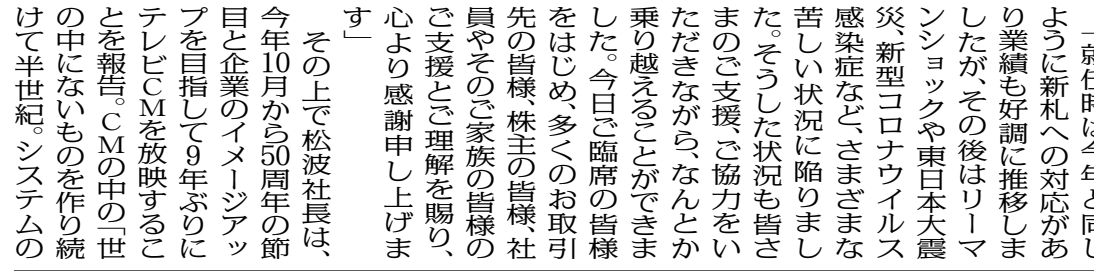 「就任時は今年と同じ
ように新札への対応があ
り業績も好調に推移しま
したが、その後はリーマ
ンショックや東日本大震
災、新型コロナウイルス
感染症など、さまざまな
苦しい状況に陥りまし
た。そうした状況も皆さ
まのご支援、ご協力をい
ただきながら、なんとか
乗り越えることができま
した。今日ご臨席の皆様
をはじめ、多くのお取引
先の皆様、株主の皆様、社
員やそのご家族の皆様の
ご支援とご理解を賜り、
心より感謝申し上げま
す」
その上で松波社長は、
今年10月から50周年の節
目と企業のイメージアッ
プを目指して9年ぶりに
テレビCMを放映するこ
とを報告。CMの中の「世
の中にないものを作り続
けて半世紀。システムの